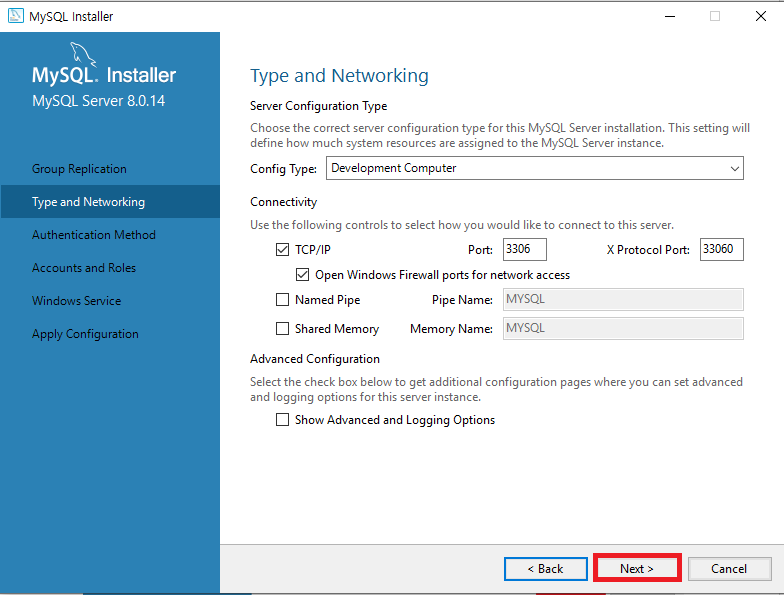 MySQL Installer
MySQL. Installer
MySQL Server 8.0.14
Group Replication
Type and Networking
Authentication Method
Accounts and Roles
Windows Service
Apply Configuration
Type and Networking
Server Configuration Type
Choose the correct server configuration type for this MySQL Server installation. This setting will
define how much system resources are assigned to the MySQL Server instance.
Config Type: Development Computer
Connectivity
Use the following controls to select how you would like to connect to this server.
TCP/IP Port: 3306 X Protocol Port: 33060
Open Windows Firewall ports for network access
Named Pipe Pipe Name: MYSQL
Shared Memory Memory Name: MYSQL
Advanced Configuration
Select the check box below to get additional configuration pages where you can set advanced
and logging options for this server instance.
Show Advanced and Logging Options
< Back Next > Cancel